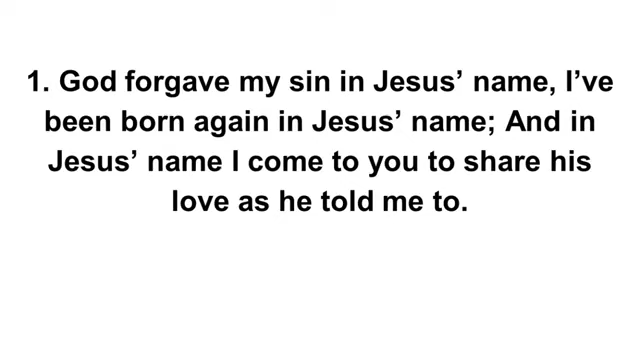 1. God forgave my sin in Jesus’ name, I’ve
been born again in Jesus’ name; And in
Jesus’ name I come to you to share his
love as he told me to.